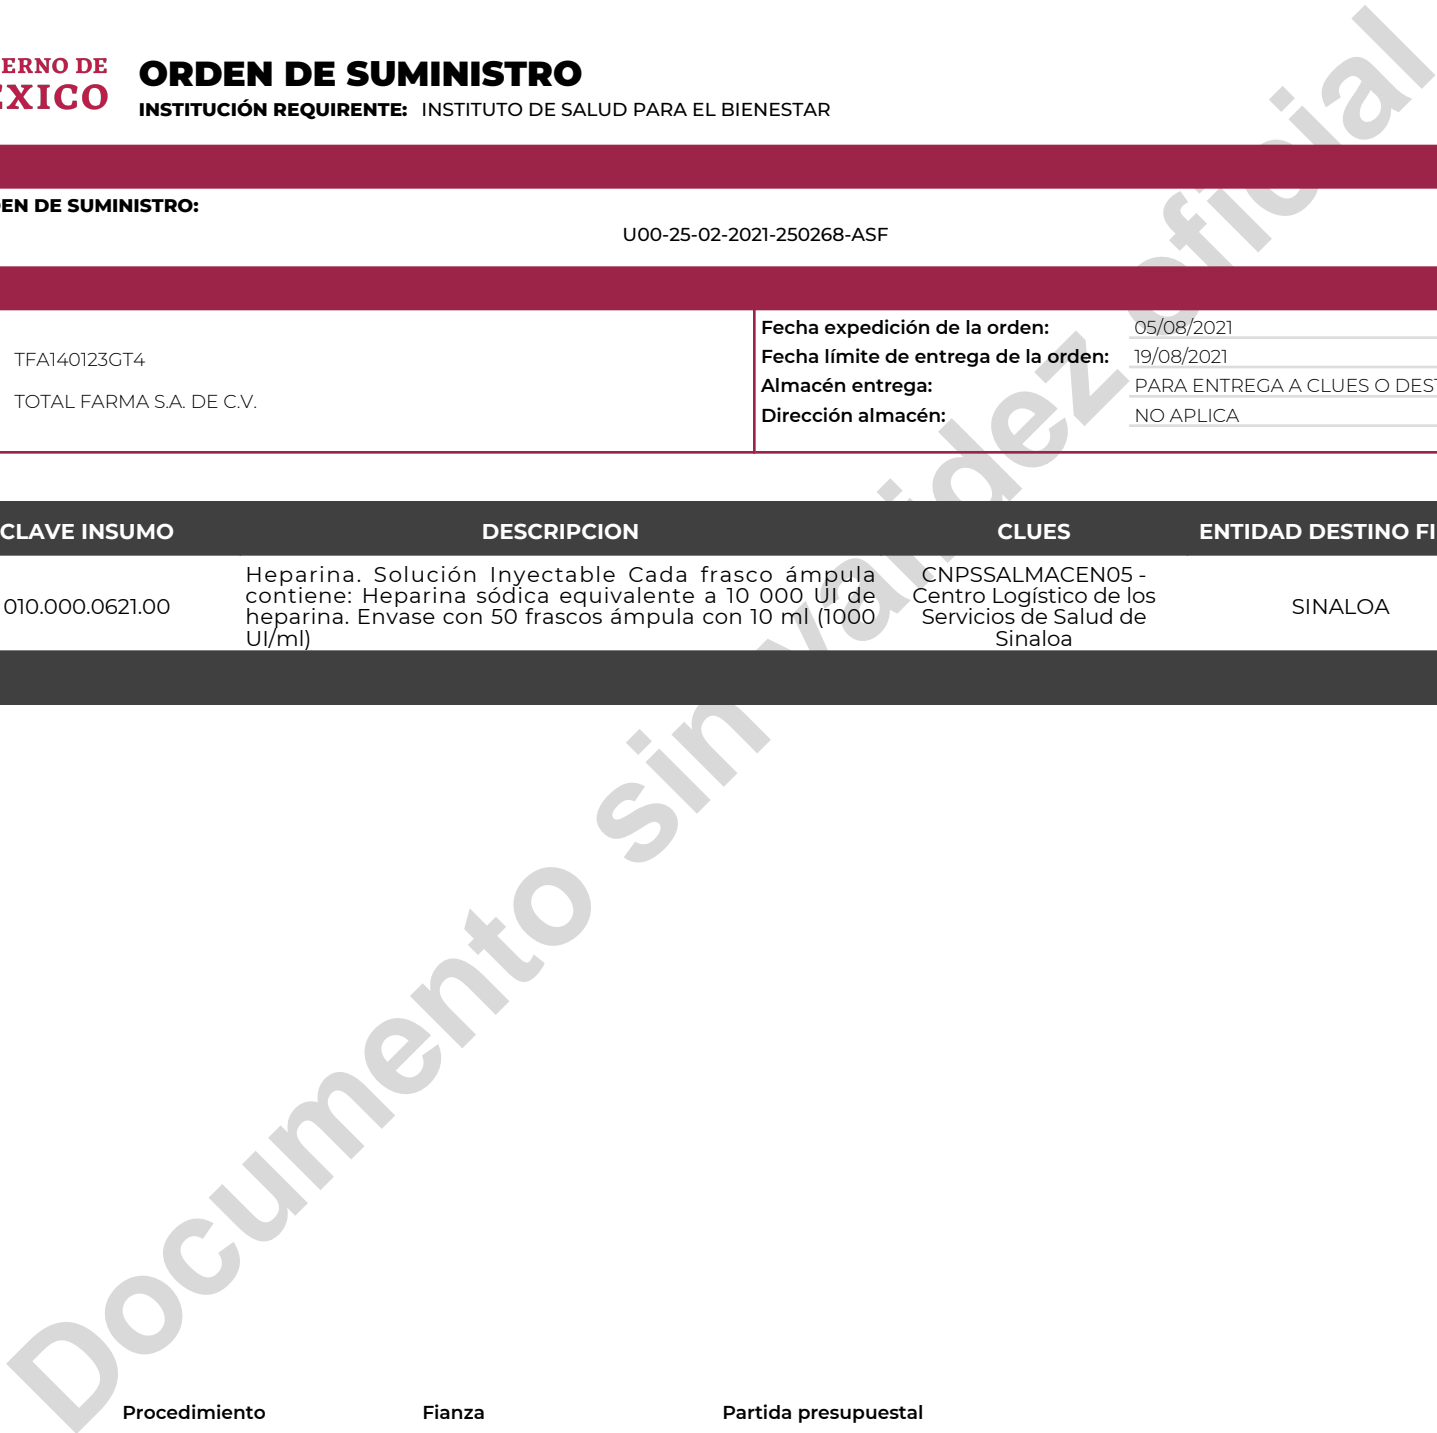 ERNO DE
ÉXICO
ORDEN DE SUMINISTRO
INSTITUCIÓN REQUIRENTE: INSTITUTO DE SALUD PARA EL BIENESTAR
EN DE SUMINISTRO:
U00-25-02-2021-250268-ASF
TFA140123GT4
TOTAL FARMA S.A. DE C.V.
Fecha expedición de la orden: 05/08/2021
Fecha límite de entrega de la orden: 19/08/2021
Almacén entrega: PARA ENTREGA A CLUES O DEST
Dirección almacén: NO APLICA
CLAVE INSUMO DESCRIPCION CLUES ENTIDAD DESTINO FI
010.000.0621.00
Heparina. Solución Inyectable Cada frasco ámpula
contiene: Heparina sódica equivalente a 10 000 UI de
heparina. Envase con 50 frascos ámpula con 10 ml (1000
UI/ml)
CNPSSALMACEN05 -
Centro Logístico de los
Servicios de Salud de
Sinaloa
SINALOA
Documento sin validez oficial
Procedimiento Fianza Partida presupuestal